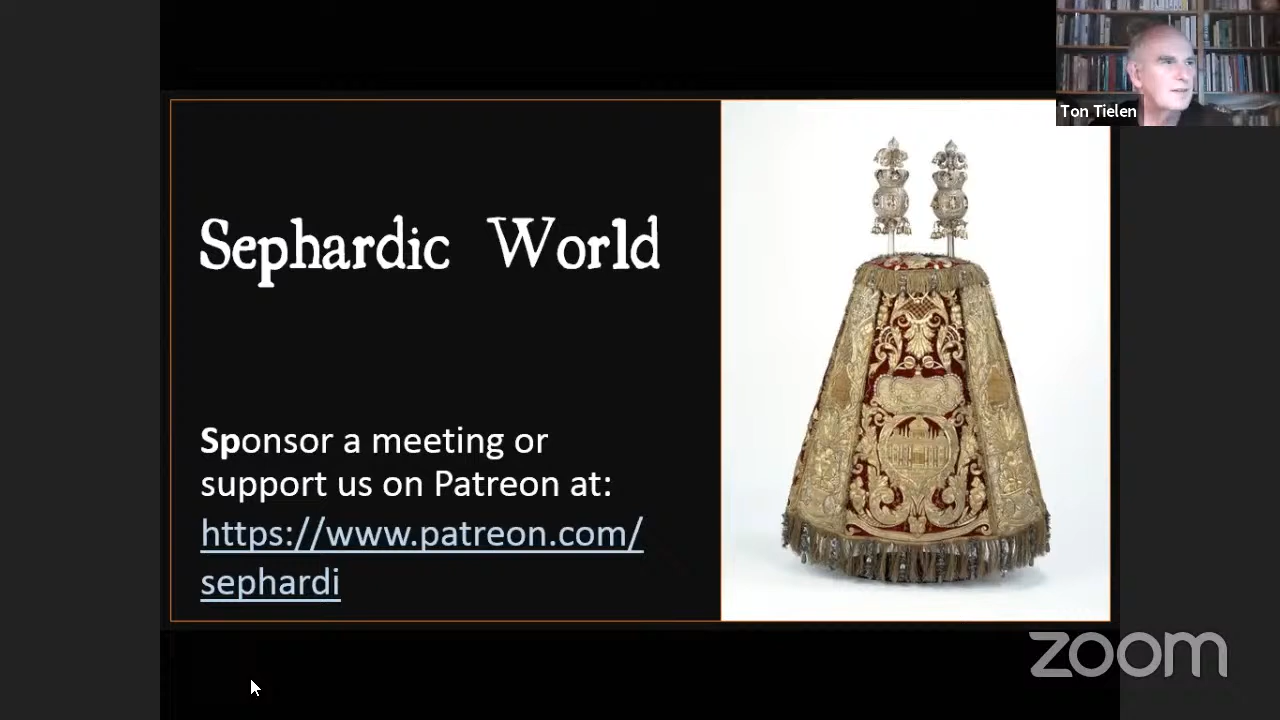 Ton Tielen
Sephardic World
Sponsor a meeting or
support us on Patreon at:
https://www.patreon.com/
sephardi
zoom